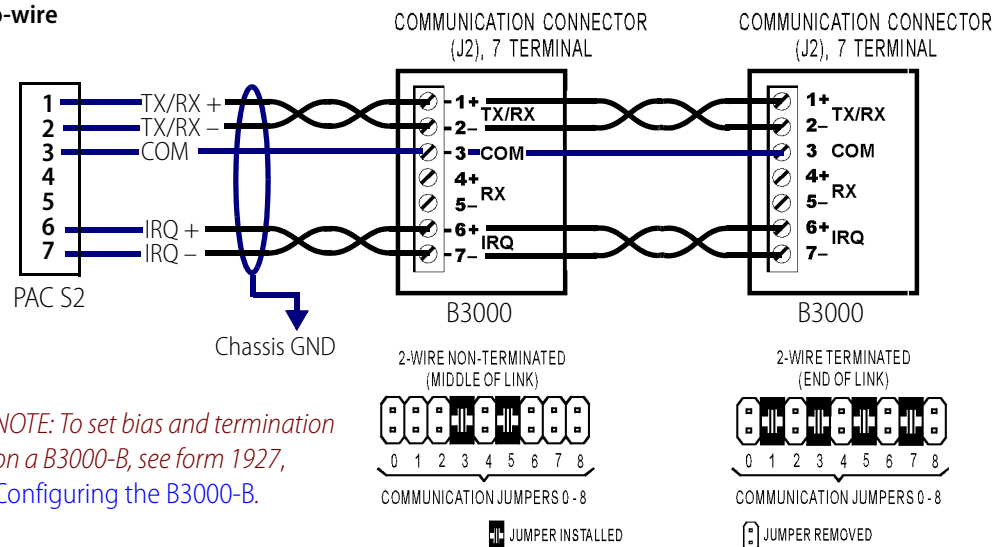 o-wire
COMMUNICATION CONNECTOR
(J2), 7 TERMINAL
COMMUNICATION CONNECTOR
(J2), 7 TERMINAL
1 TX/RX +
2 TX/RX –
3 COM
4
5
6 IRQ +
7 IRQ –
PAC S2
Chassis GND
-1+
-2–
TX/RX
-3-COM
4+
5–
RX
-6+
-7–
IRQ
B3000
1+
2–
TX/RX
3 COM
4+
5–
RX
6+
7–
IRQ
B3000
2-WIRE NON-TERMINATED
(MIDDLE OF LINK)
0 1 2 3 4 5 6 7 8
COMMUNICATION JUMPERS 0 - 8
2-WIRE TERMINATED
(END OF LINK)
0 1 2 3 4 5 6 7 8
COMMUNICATION JUMPERS 0 - 8
JUMPER INSTALLED
JUMPER REMOVED
NOTE: To set bias and termination
on a B3000-B, see form 1927,
Configuring the B3000-B.